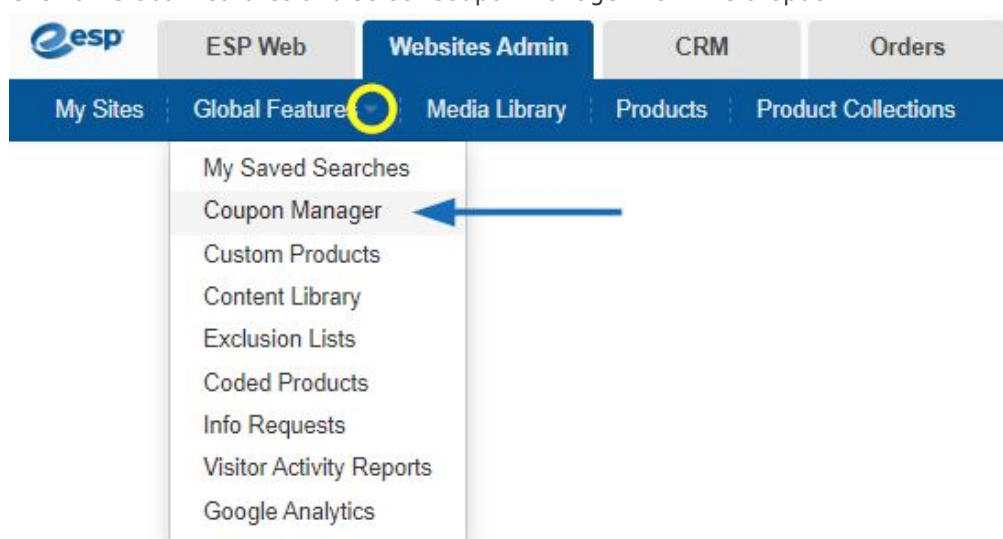 esp ESP Web Websites Admin CRM Orders
My Sites Global Features Media Library Products Product Collections
My Saved Searches
Coupon Manager
Custom Products
Content Library
Exclusion Lists
Coded Products
Info Requests
Visitor Activity Reports
Google Analytics